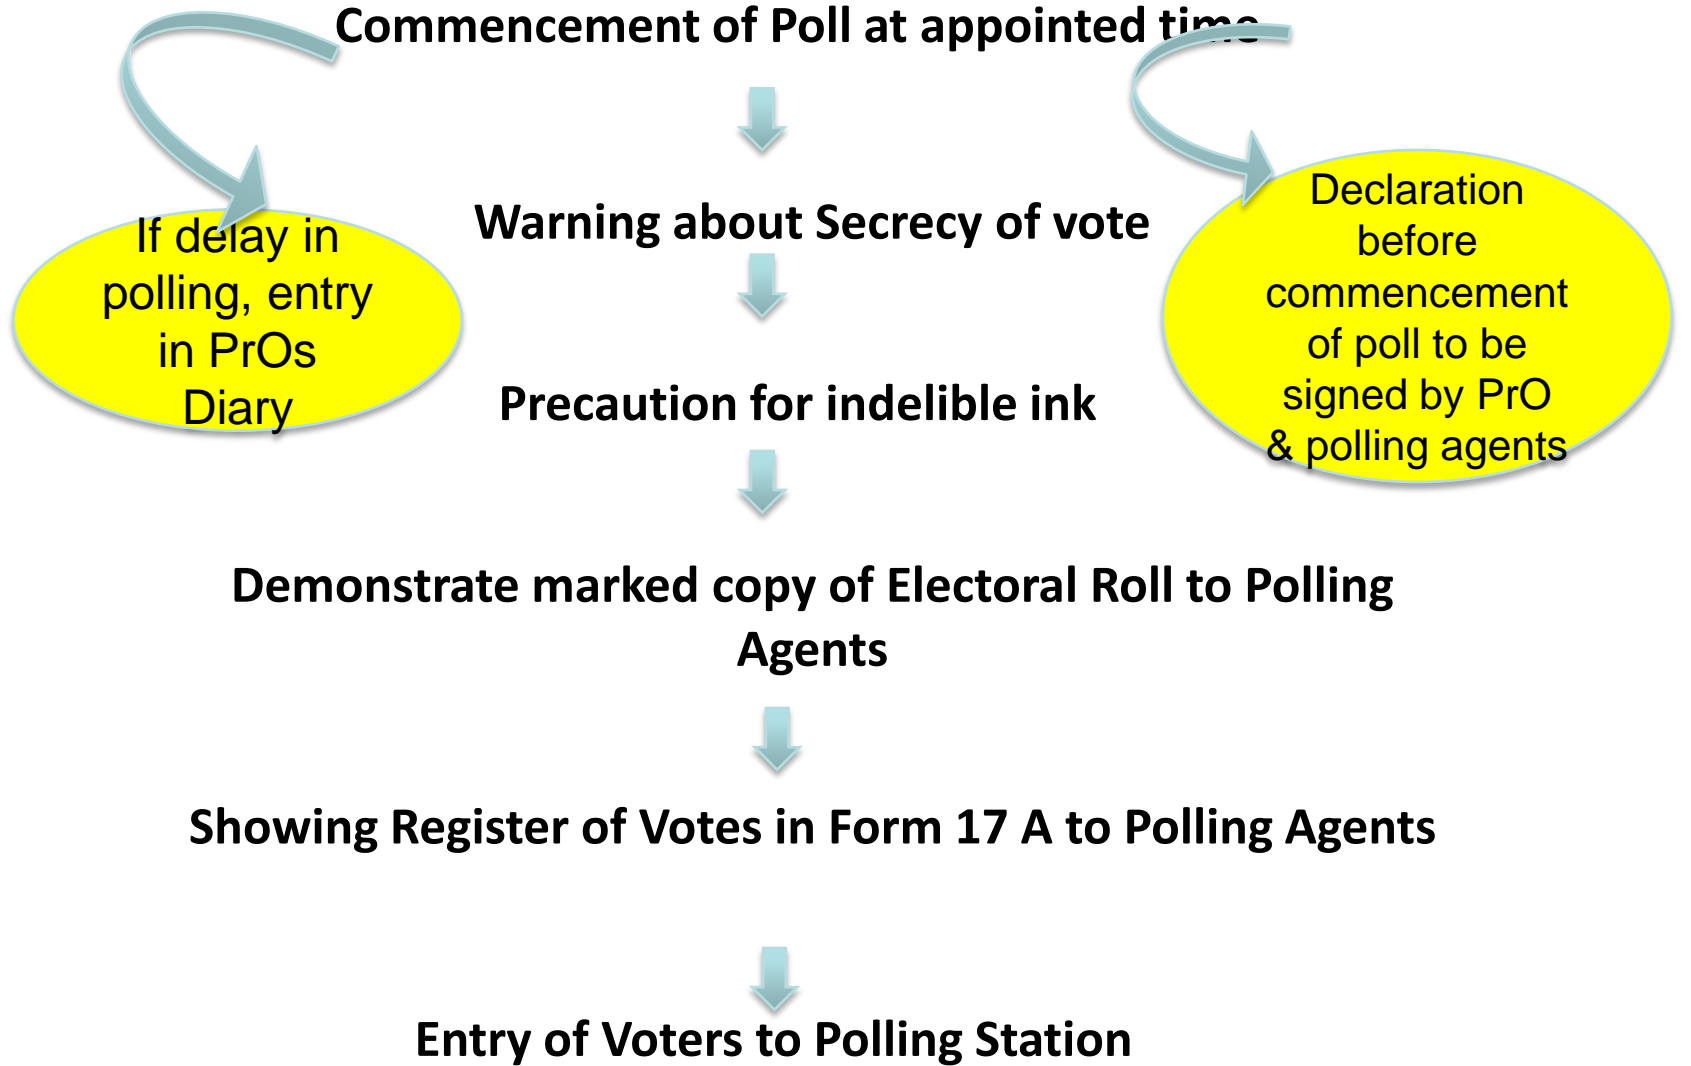 Commencement of Poll at appointed time
Warning about Secrecy of vote
If delay in
polling, entry
in PrOs
Diary
Declaration
before
commencement
of poll to be
signed by PrO
& polling agents
Precaution for indelible ink
Demonstrate marked copy of Electoral Roll to Polling
Agents
Showing Register of Votes in Form 17 A to Polling Agents
Entry of Voters to Polling Station